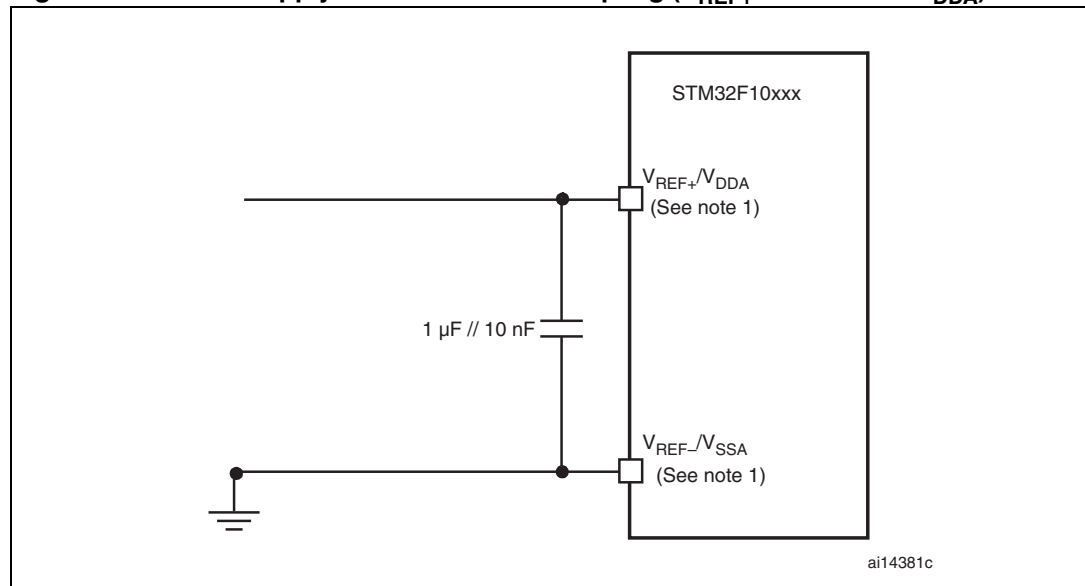 STM32F10xxx
VREF+/VDDA
(See note 1)
1 µF // 10 nF
VREF–/VSSA
(See note 1)
ai14381c